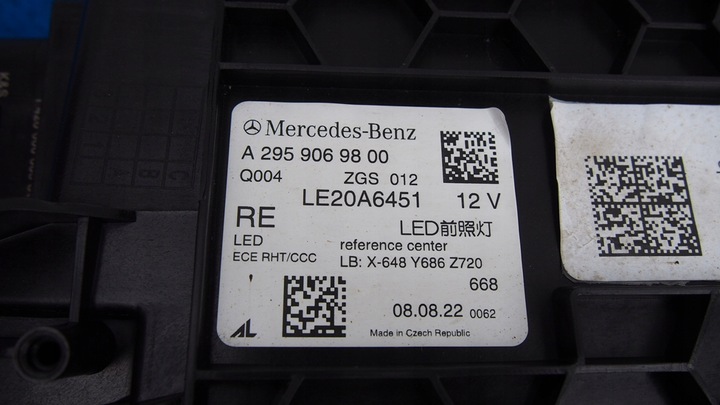 Mercedes-Benz
A 295 906 98 00
Q004 ZGS 012
LE20A6451 12 V
RE
LED前照灯
LED
reference center
ECE RHT/CCC
LB: X-648 Y686 Z720
668
08.08.22 0062
AL
Made in Czech Republic